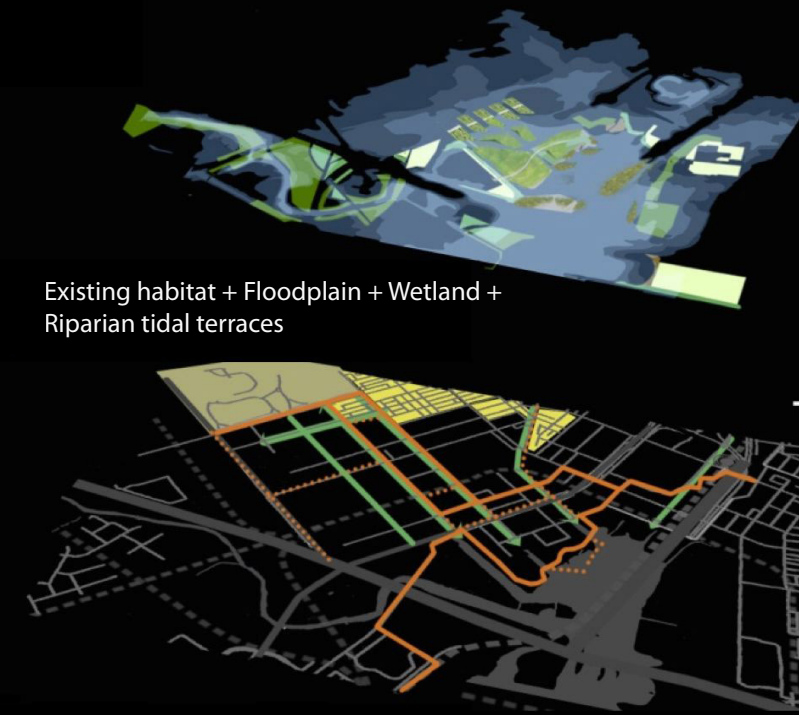 Existing habitat + Floodplain + Wetland +
Riparian tidal terraces